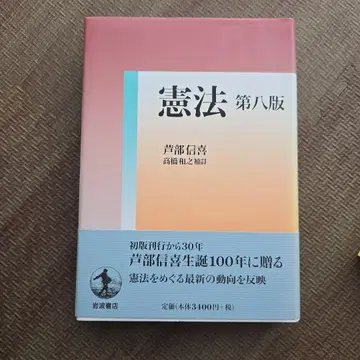 憲法 第八版
芦部信喜
高橋和之補訂
初版刊行から30年
芦部信喜生誕100年に贈る
憲法をめぐる最新の動向を反映
岩波書店
定価(本体3400円+税)